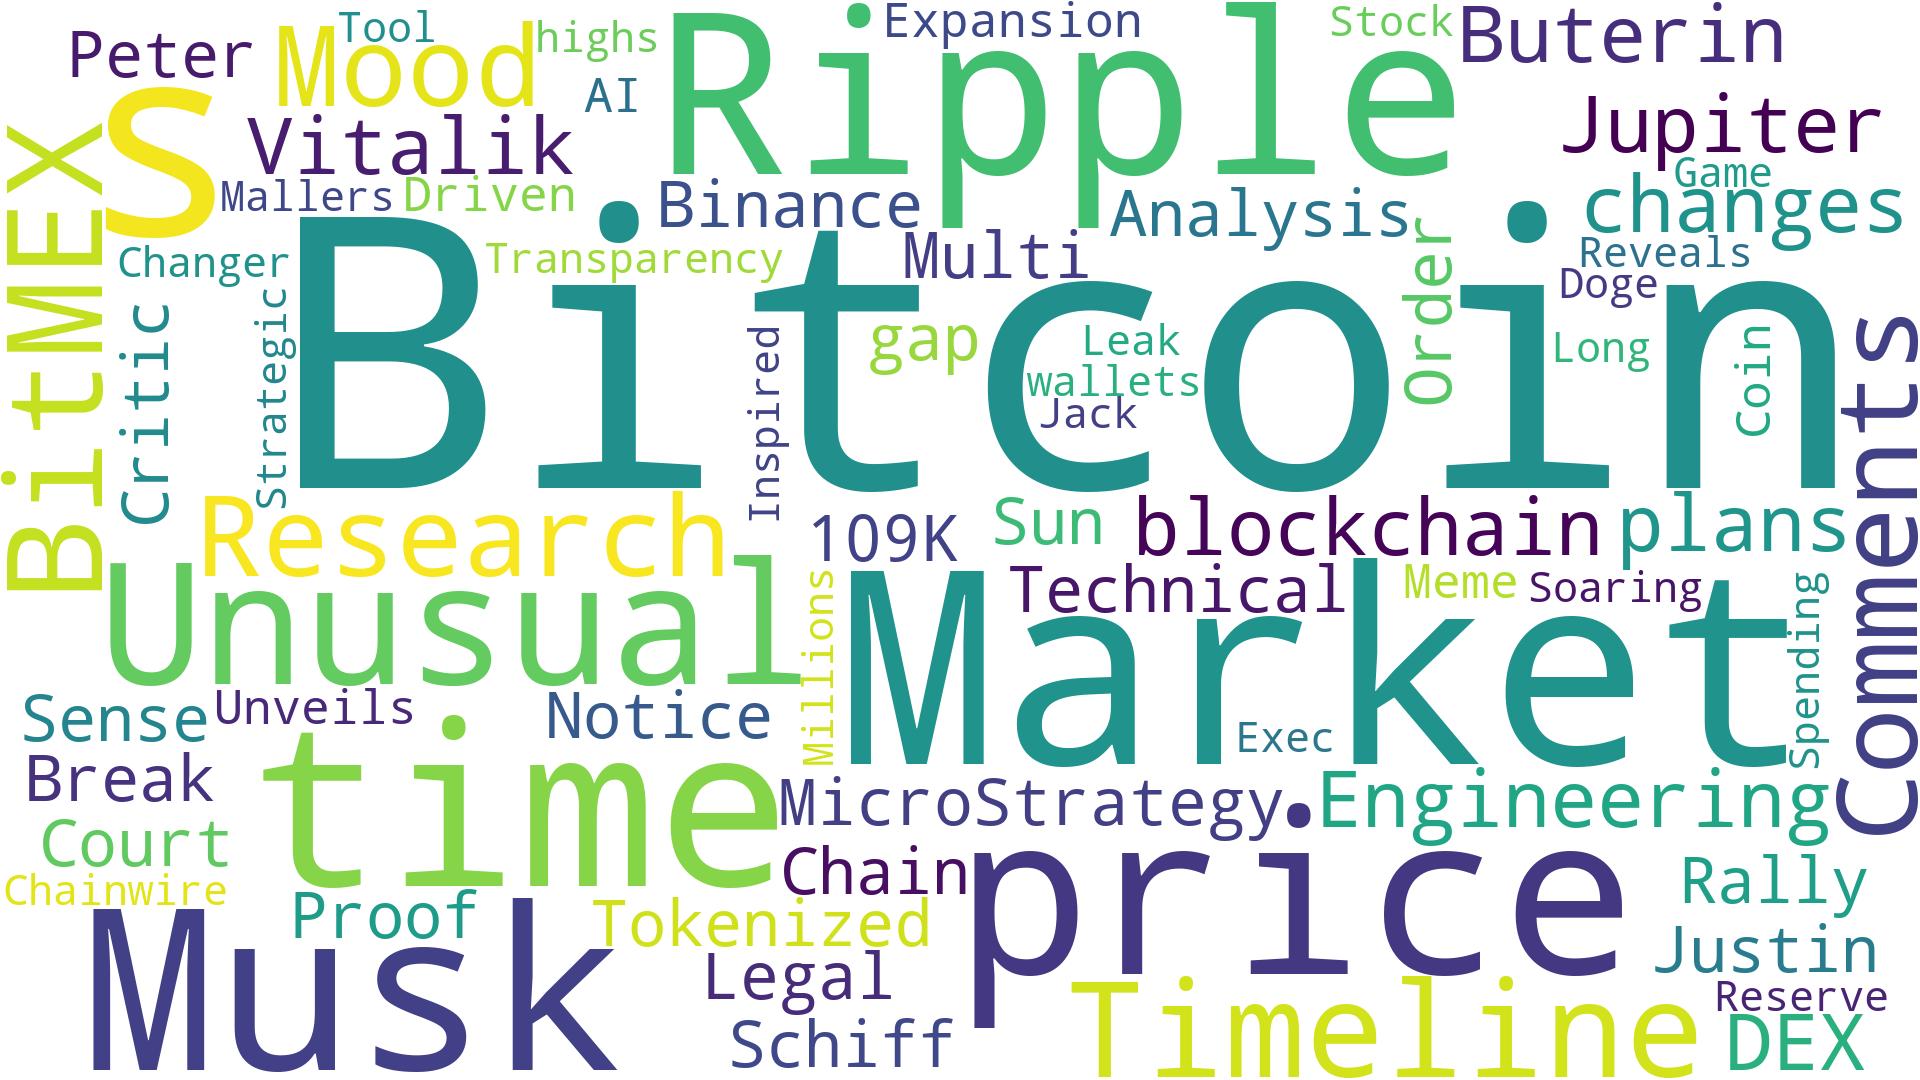 Peter
Tool
Mood
highs
AI
Ripple
Expansion
Stock
Buterin
S
Vitalik
Jupiter
Game
changes
BitMEX
Mallers
Driven
Binance
Analysis
Multi
Reveals
Doge
Changer
Transparency
Bitcoin
Order
Critic
Strategic
Inspired
gap
Leak
wallets
Jack
Long
Coin
Comments
Research
109K
Sun
blockchain
plans
Unusual
Technical
Meme
Soaring
Market
Millions
Spending
Sense
Unveils
Notice
Exec
time
Break
MicroStrategy
Engineering
Court
Chain
price
Rally
Chainwire
Proof
Tokenized
Musk
Legal
Justin
Schiff
Timeline
Reserve
DEX